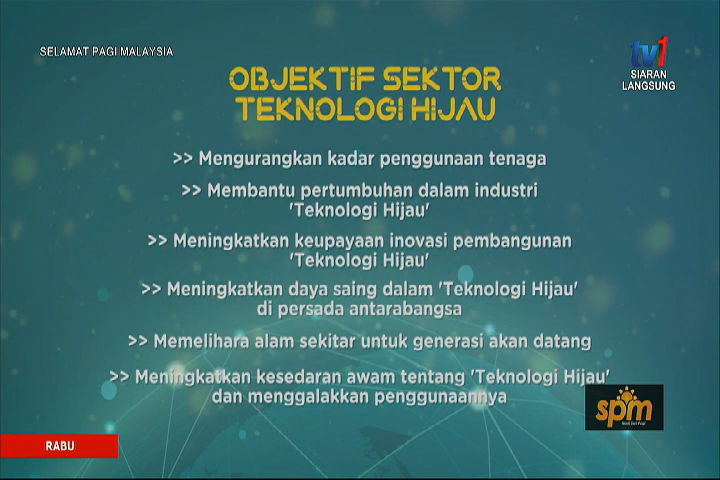 SELAMAT PAGI MALAYSIA
tv1
SIARAN
LANGSUNG
OBJEKTIF SEKTOR
TEKNOLOGI HIJAU
>> Mengurangkan kadar penggunaan tenaga
>> Membantu pertumbuhan dalam industri
'Teknologi Hijau'
>> Meningkatkan keupayaan inovasi pembangunan
'Teknologi Hijau'
>> Meningkatkan daya saing dalam 'Teknologi Hijau'
di persada antarabangsa
>> Memelihara alam sekitar untuk generasi akan datang
>> Meningkatkan kesedaran awam tentang 'Teknologi Hijau'
dan menggalakkan penggunaannya
spm
RABU